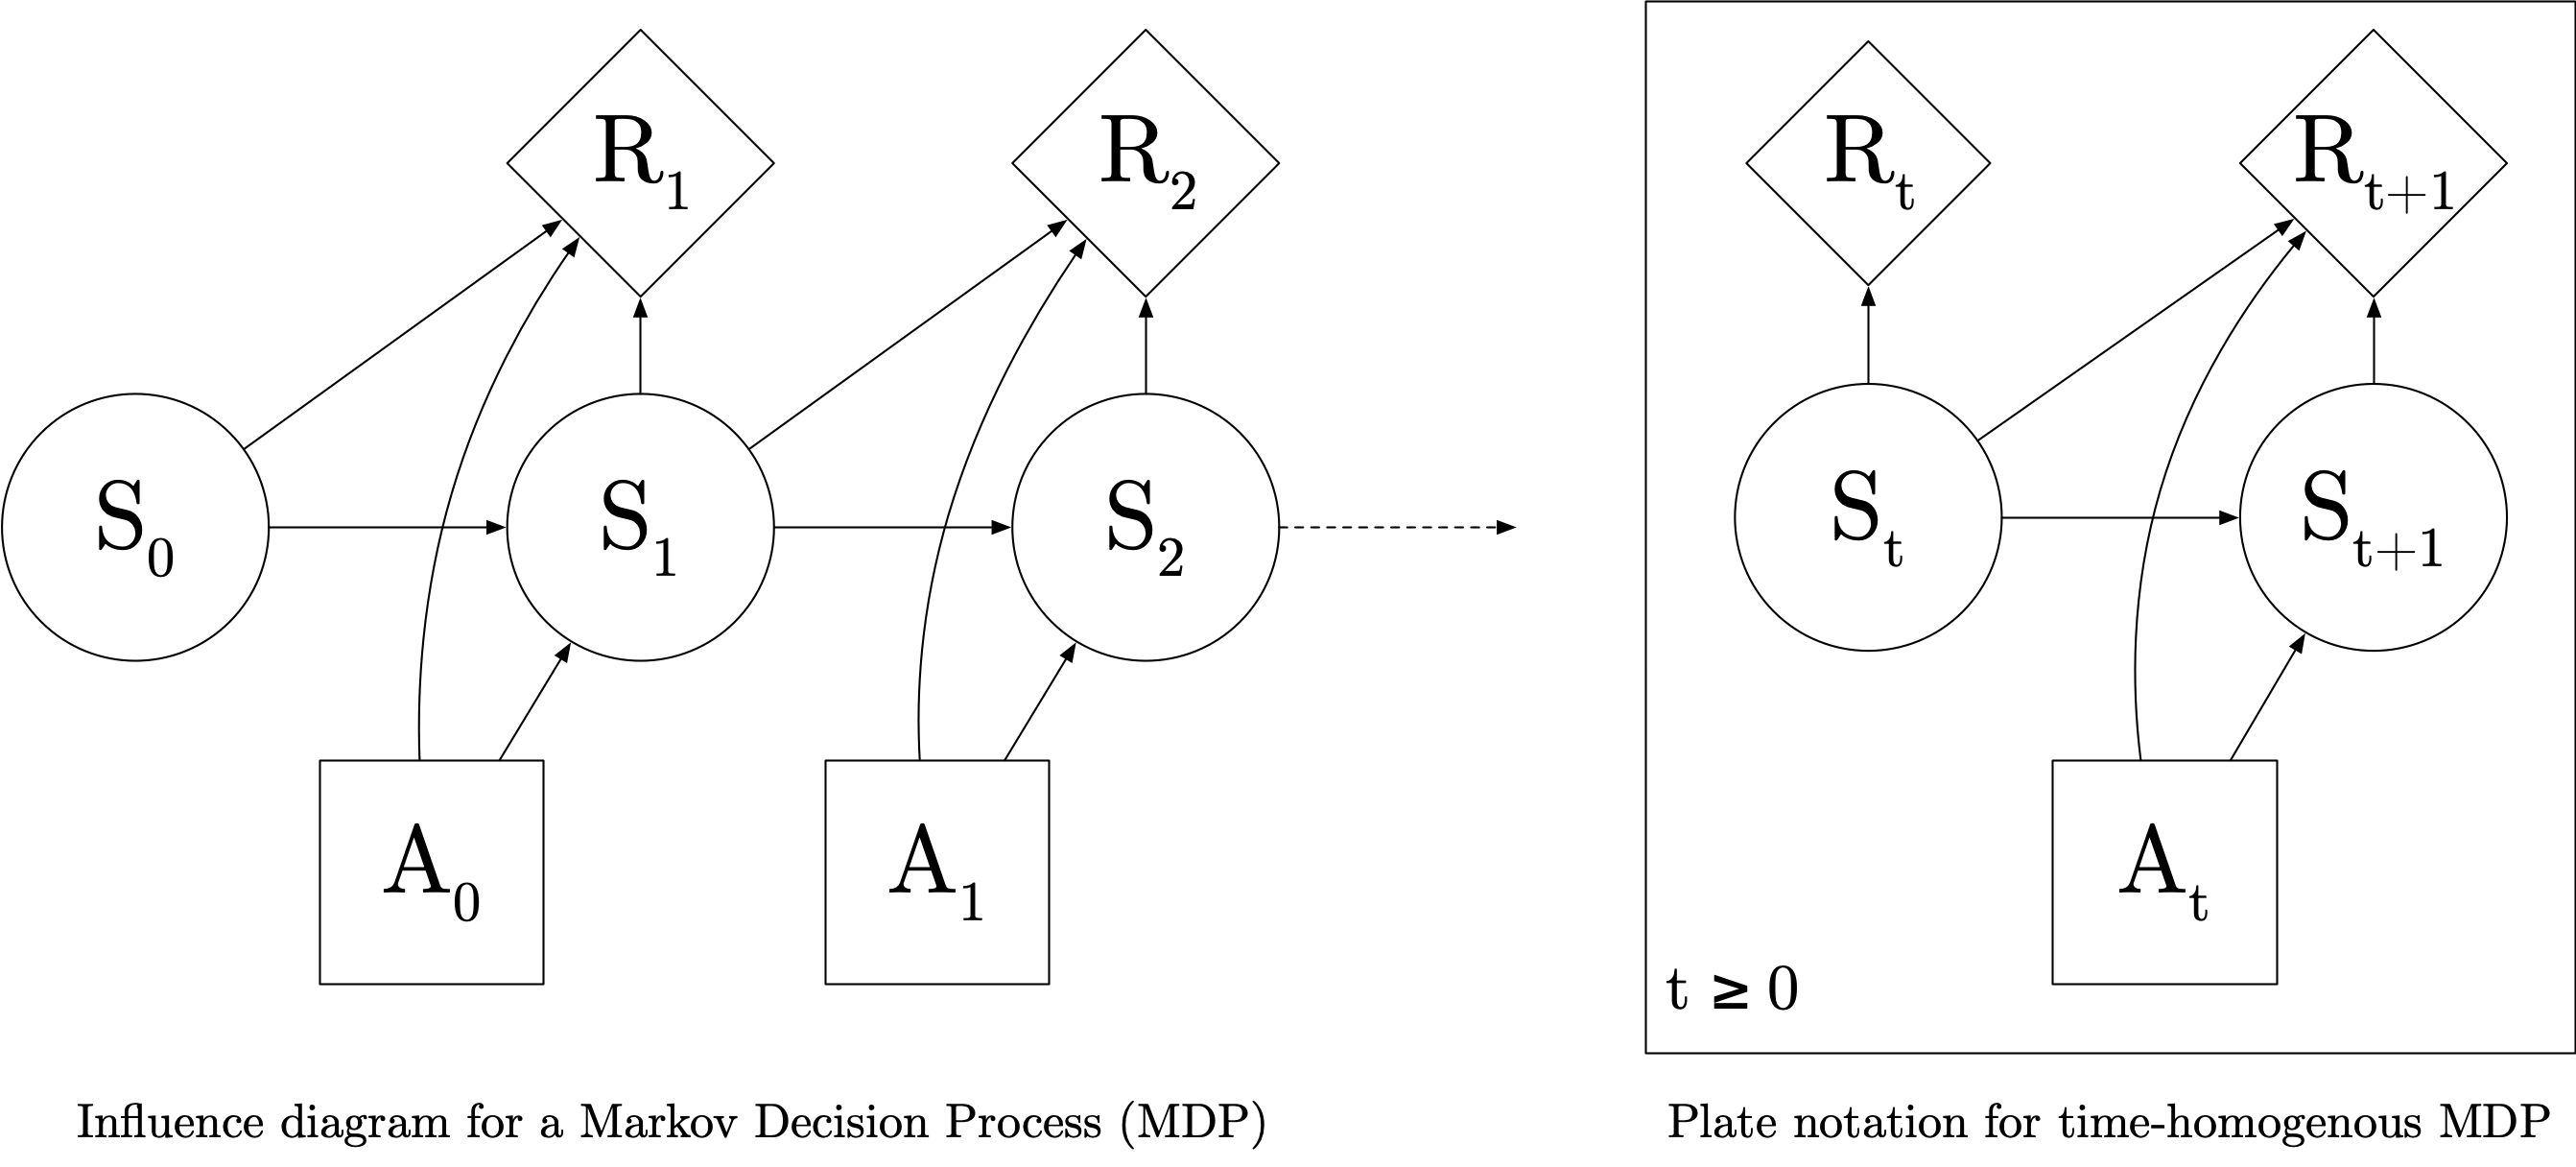 R₁
R₂
S₀
S₁
S₂
A₀
A₁
Influence diagram for a Markov Decision Process (MDP)
Rₜ
Rₜ₊₁
Sₜ
Sₜ₊₁
Aₜ
t ≥ 0
Plate notation for time-homogenous MDP